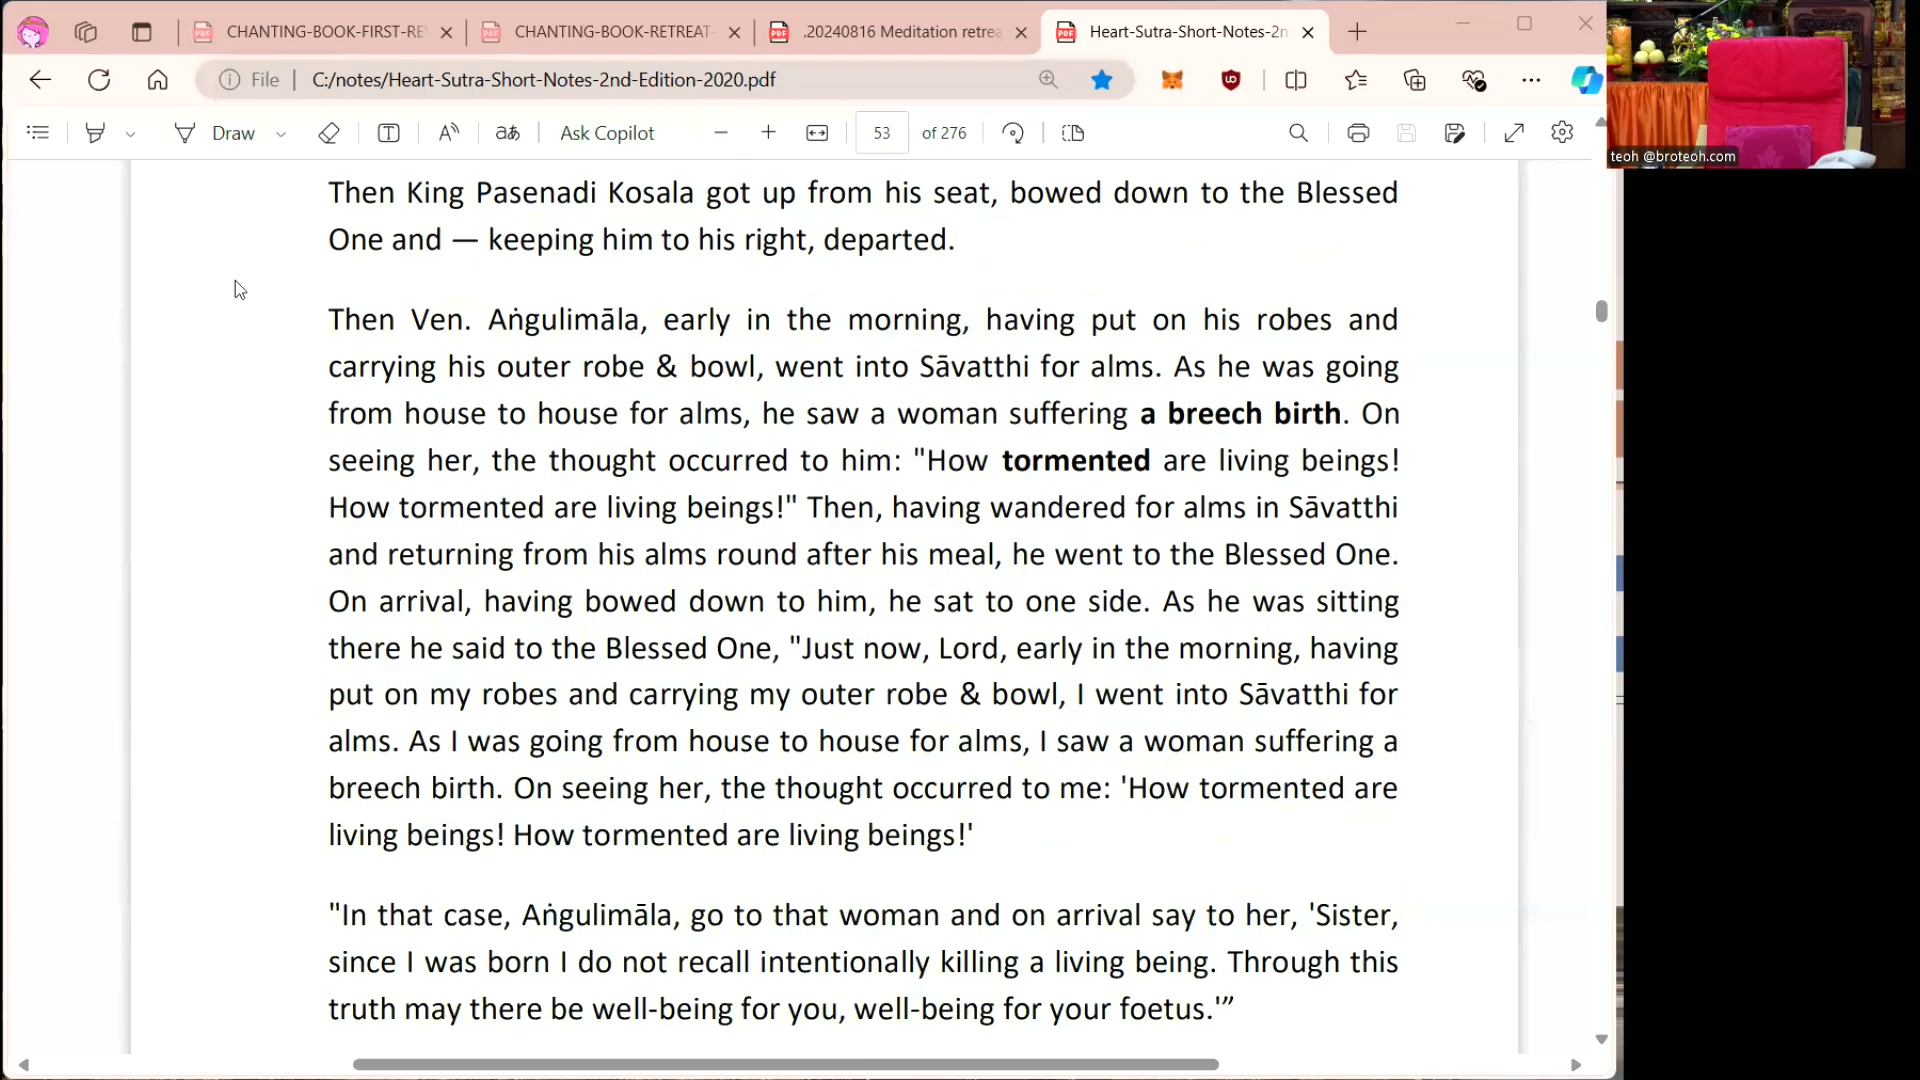 CHANTING-BOOK-FIRST-RE
CHANTING-BOOK-RETREAT-
.20240816 Meditation retrea
Heart-Sutra-Short-Notes-2n
File
C:/notes/Heart-Sutra-Short-Notes-2nd-Edition-2020.pdf
Draw
Ask Copilot
53
of 276
teoh @broteoh.com
Then King Pasenadi Kosala got up from his seat, bowed down to the Blessed
One and — keeping him to his right, departed.
Then Ven. Aṅgulimāla, early in the morning, having put on his robes and
carrying his outer robe & bowl, went into Sāvatthi for alms. As he was going
from house to house for alms, he saw a woman suffering a breech birth. On
seeing her, the thought occurred to him: "How tormented are living beings!
How tormented are living beings!" Then, having wandered for alms in Sāvatthi
and returning from his alms round after his meal, he went to the Blessed One.
On arrival, having bowed down to him, he sat to one side. As he was sitting
there he said to the Blessed One, "Just now, Lord, early in the morning, having
put on my robes and carrying my outer robe & bowl, I went into Sāvatthi for
alms. As I was going from house to house for alms, I saw a woman suffering a
breech birth. On seeing her, the thought occurred to me: 'How tormented are
living beings! How tormented are living beings!'
"In that case, Aṅgulimāla, go to that woman and on arrival say to her, 'Sister,
since I was born I do not recall intentionally killing a living being. Through this
truth may there be well-being for you, well-being for your foetus.'”